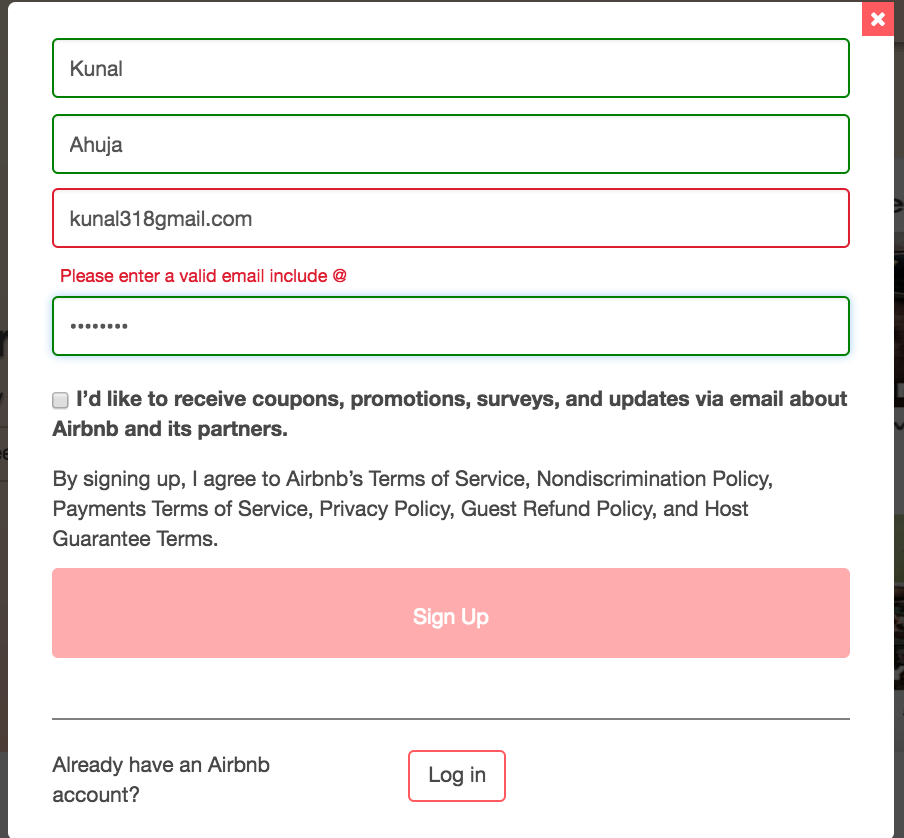 Kunal
Ahuja
kunal318gmail.com
Please enter a valid email include @
••••••••
I’d like to receive coupons, promotions, surveys, and updates via email about
Airbnb and its partners.
By signing up, I agree to Airbnb’s Terms of Service, Nondiscrimination Policy,
Payments Terms of Service, Privacy Policy, Guest Refund Policy, and Host
Guarantee Terms.
Sign Up
Already have an Airbnb
account?
Log in